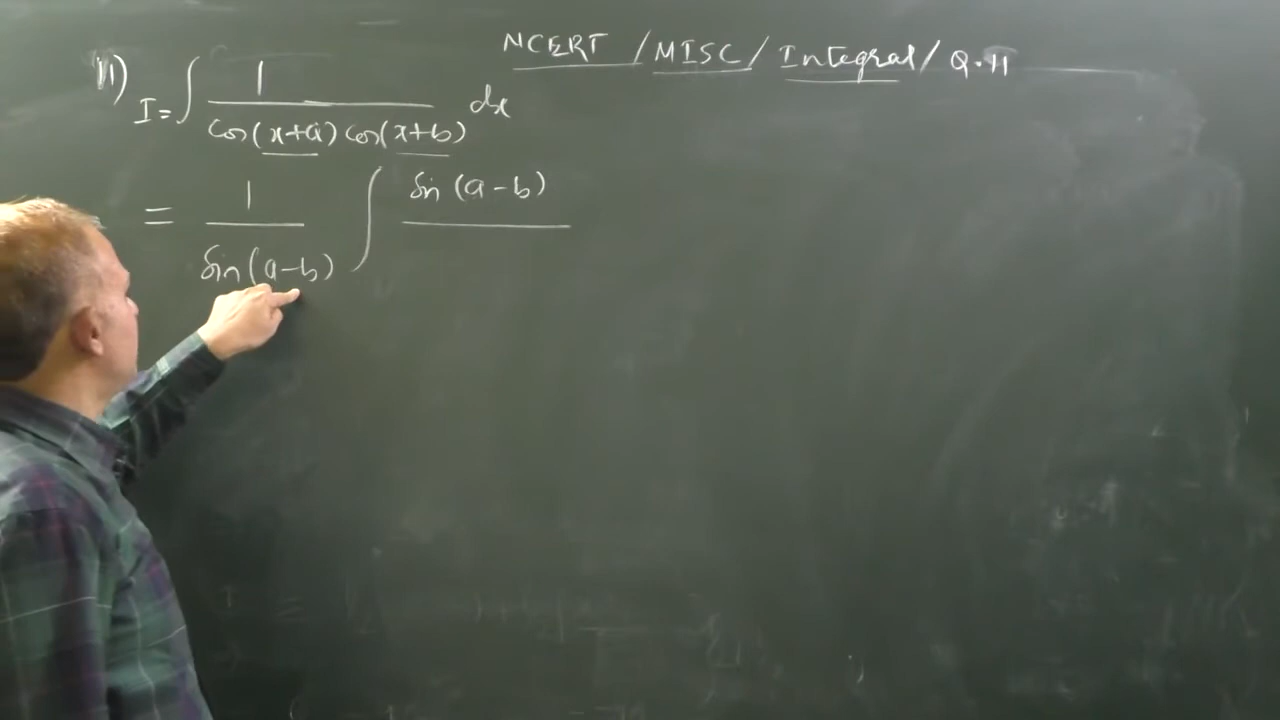 NCERT / MISC / Integral / Q.11
11) I = ∫ 1 / cos(x+a) cos(x+b) dx
= 1 / sin(a-b) ∫ sin(a-b)